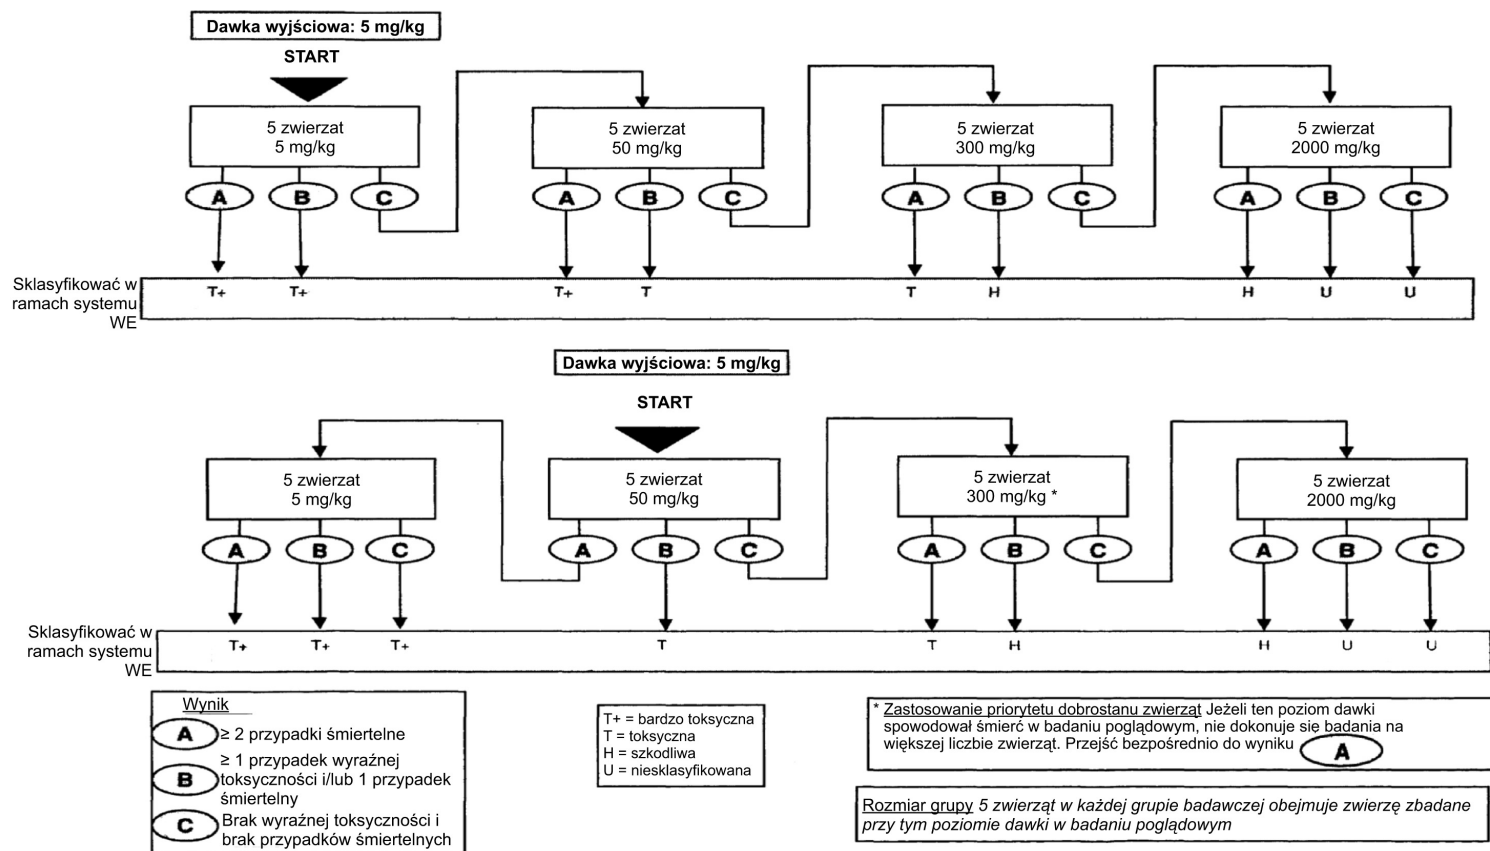 Dawka wyjściowa: 5 mg/kg
START
5 zwierzat
5 mg/kg
5 zwierzat
50 mg/kg
5 zwierzat
300 mg/kg
5 zwierzat
2000 mg/kg
A B C A B C A B C A B C
Sklasyfikować w
ramach systemu
WE
T+ T+ T+ T T H H U U
Dawka wyjściowa: 5 mg/kg
START
5 zwierzat
5 mg/kg
5 zwierzat
50 mg/kg
5 zwierzat
300 mg/kg *
5 zwierzat
2000 mg/kg
A B C A B C A B C A B C
Sklasyfikować w
ramach systemu
WE
T+ T+ T+ T T H H U U
Wynik
A ≥ 2 przypadki śmiertelne
≥ 1 przypadek wyraźnej
B toksyczności i/lub 1 przypadek
śmiertelny
C Brak wyraźnej toksyczności i
brak przypadków śmiertelnych
T+ = bardzo toksyczna
T = toksyczna
H = szkodliwa
U = niesklasyfikowana
* Zastosowanie priorytetu dobrostanu zwierząt Jeżeli ten poziom dawki
spowodował śmierć w badaniu poglądowym, nie dokonuje się badania na
większej liczbie zwierząt. Przejść bezpośrednio do wyniku A
Rozmiar grupy 5 zwierząt w każdej grupie badawczej obejmuje zwierzę zbadane
przy tym poziomie dawki w badaniu poglądowym